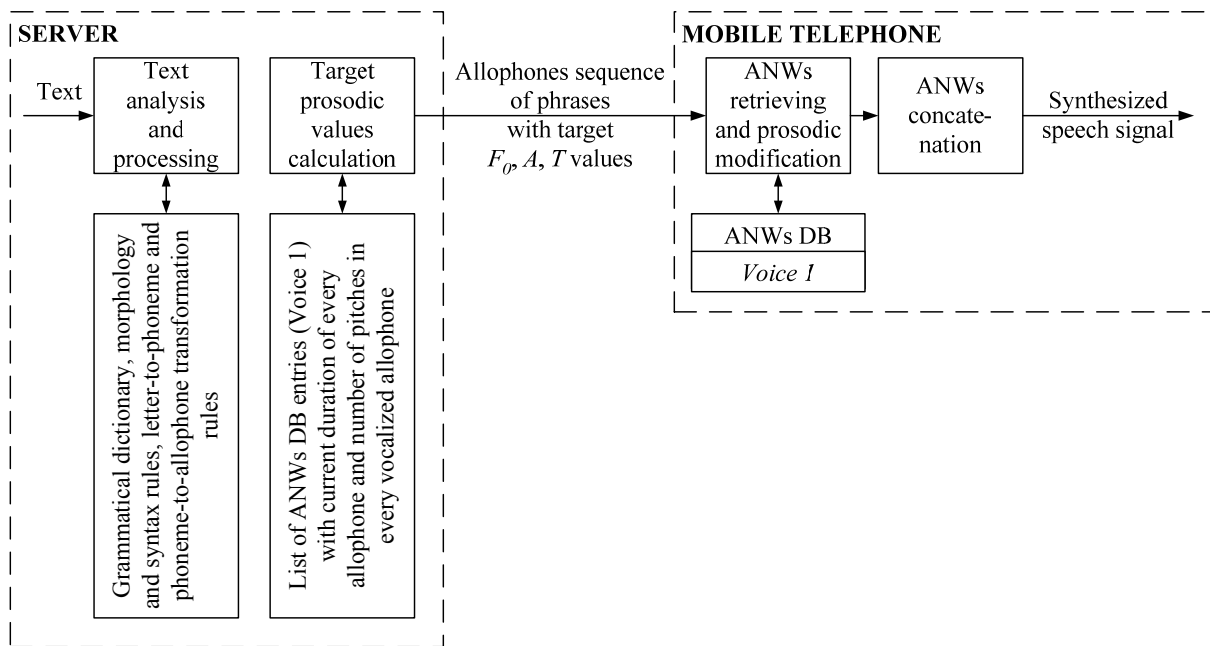 SERVER
Text
Text
analysis
and
processing
Target
prosodic
values
calculation
Grammatical dictionary, morphology
and syntax rules, letter-to-phoneme and
phoneme-to-allophone transformation
rules
List of ANWs DB entries (Voice 1)
with current duration of every
allophone and number of pitches in
every vocalized allophone
Allophones sequence
of phrases
with target
F0, A, T values
MOBILE TELEPHONE
ANWs
retrieving
and prosodic
modification
ANWs
concate-
nation
Synthesized
speech signal
ANWs DB
Voice 1